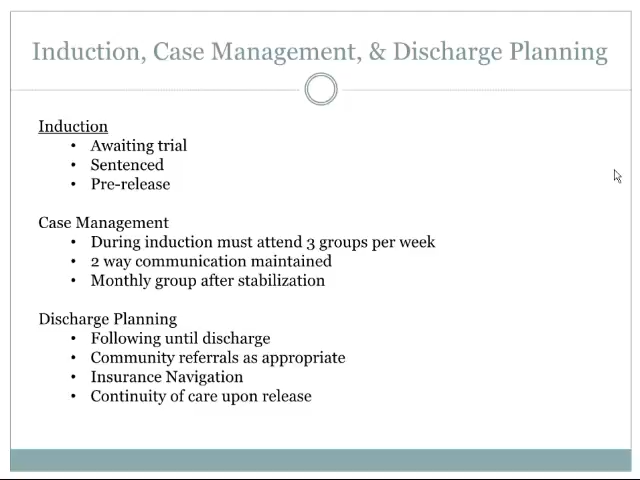 Induction, Case Management, & Discharge Planning
Induction
• Awaiting trial
• Sentenced
• Pre-release
Case Management
• During induction must attend 3 groups per week
• 2 way communication maintained
• Monthly group after stabilization
Discharge Planning
• Following until discharge
• Community referrals as appropriate
• Insurance Navigation
• Continuity of care upon release